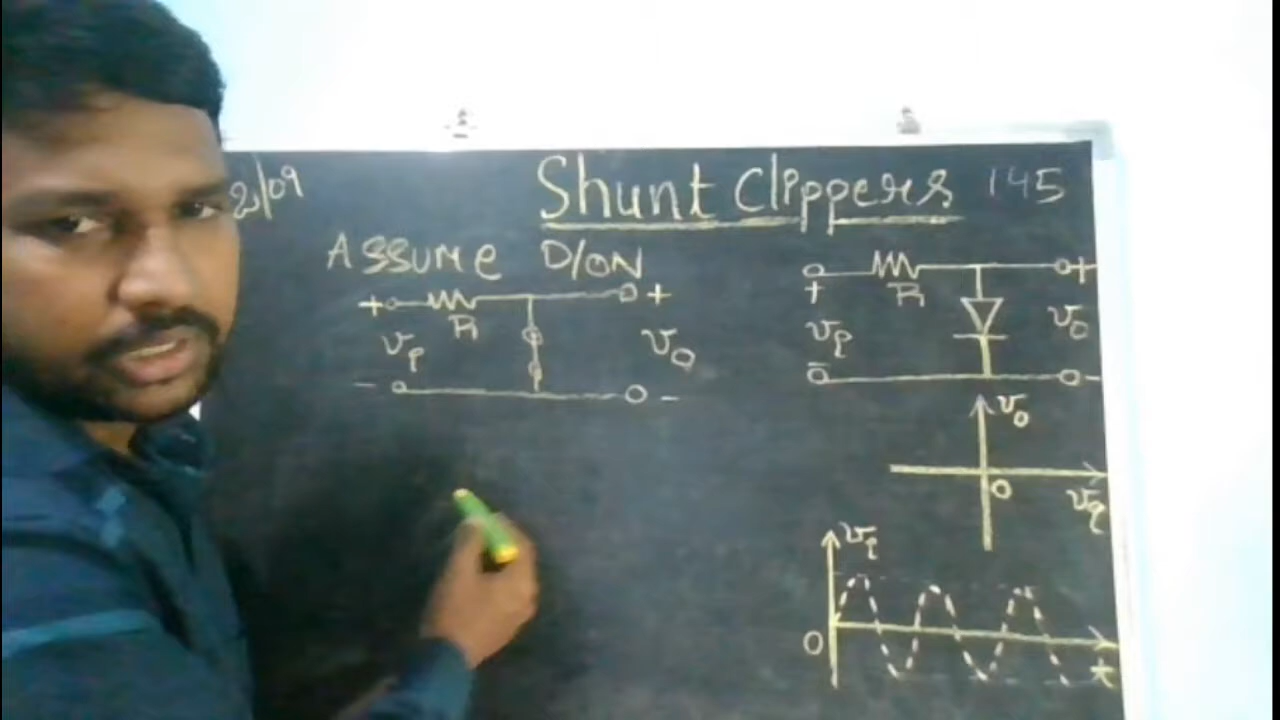 2/09
Shunt Clippers 145
Assume D/ON
+ R +
vi
vo
- -
+ R +
vi
vo
- -
vo
0
vi
vi
0
t